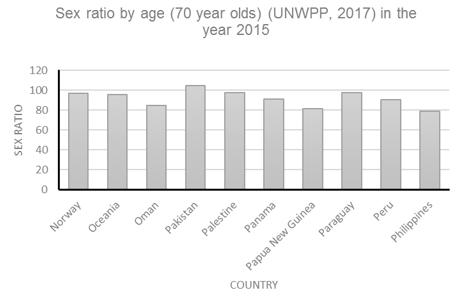 Sex ratio by age (70 year olds) (UNWPP, 2017) in the
year 2015
120
100
80
60
40
20
0
SEX RATIO
Norway
Oceania
Oman
Pakistan
Palestine
Panama
Papua New Guinea
Paraguay
Peru
Philippines
COUNTRY